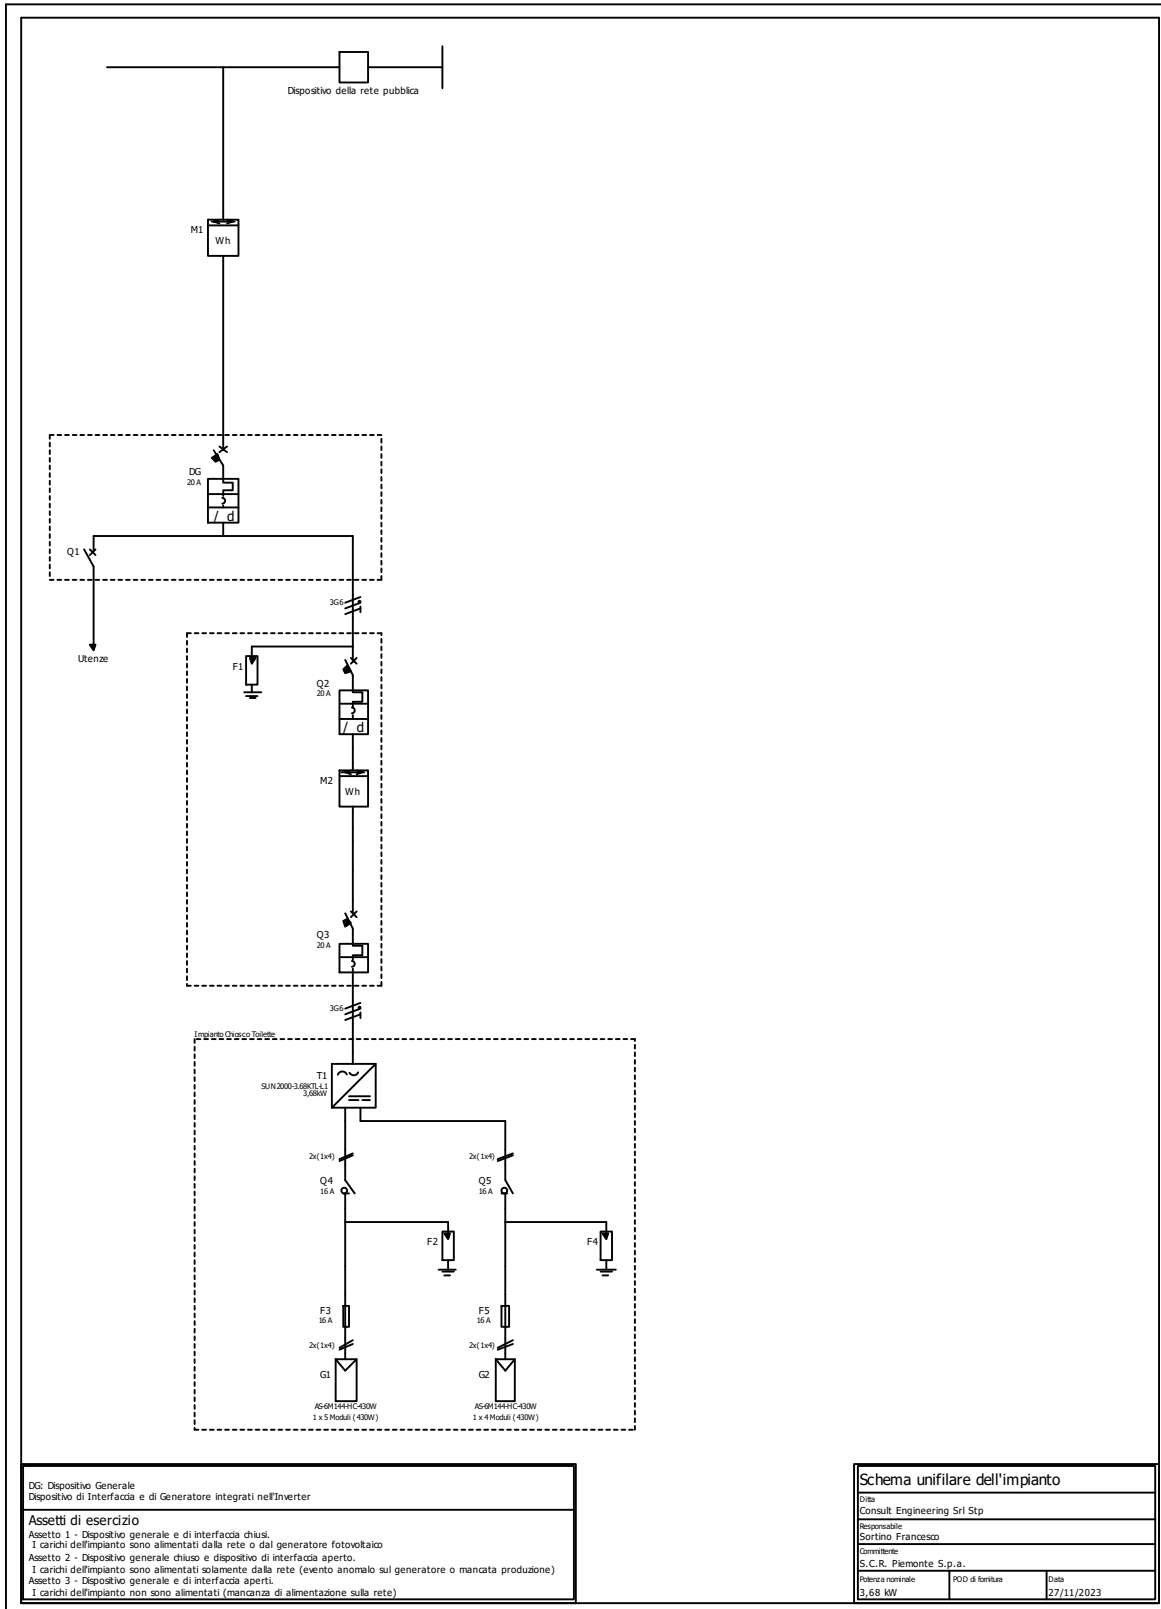 Dispositivo della rete pubblica
M1
Wh
DG
20 A
/ d
Q1
3G6
Utenze
F1
Q2
20 A
/ d
M2
Wh
Q3
20 A
3G6
Impianto Chiosco Toilette
T1
SUN2000-3.68KTL-L1
3,68kW
2x(1x4)
2x(1x4)
Q4
16 A
Q5
16 A
F2
F4
F3
16 A
F5
16 A
2x(1x4)
2x(1x4)
G1
G2
AS-6M144-HC-430W
1 x 5 Moduli (430W)
AS-6M144-HC-430W
1 x 4 Moduli (430W)
DG: Dispositivo Generale
Dispositivo di Interfaccia e di Generatore integrati nell'Inverter
Assetti di esercizio
Assetto 1 - Dispositivo generale e di interfaccia chiusi.
I carichi dell'impianto sono alimentati dalla rete o dal generatore fotovoltaico
Assetto 2 - Dispositivo generale chiuso e dispositivo di interfaccia aperto.
I carichi dell'impianto sono alimentati solamente dalla rete (evento anomalo sul generatore o mancata produzione)
Assetto 3 - Dispositivo generale e di interfaccia aperti.
I carichi dell'impianto non sono alimentati (mancanza di alimentazione sulla rete)
Schema unifilare dell'impianto
Ditta
Consult Engineering Srl Stp
Responsabile
Sortino Francesco
Committente
S.C.R. Piemonte S.p.a.
Potenza nominale
3,68 kW
POD di fornitura
Data
27/11/2023